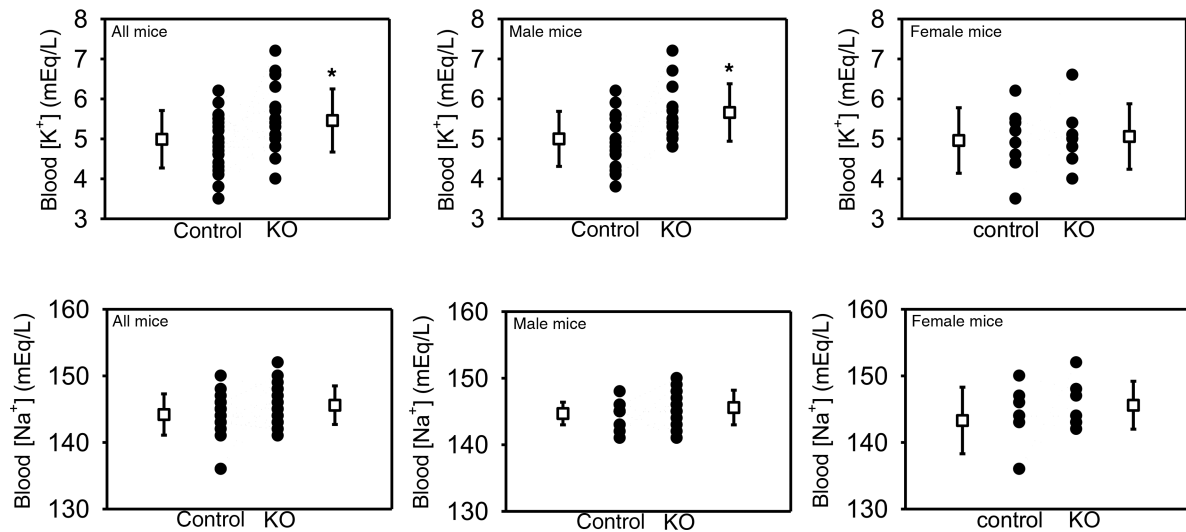 Blood [K+] (mEq/L)
8
7
6
5
4
3
All mice
*
Control KO
Blood [K+] (mEq/L)
8
7
6
5
4
3
Male mice
*
Control KO
Blood [K+] (mEq/L)
8
7
6
5
4
3
Female mice
control KO
Blood [Na+] (mEq/L)
160
150
140
130
All mice
Control KO
Blood [Na+] (mEq/L)
160
150
140
130
Male mice
Control KO
Blood [Na+] (mEq/L)
160
150
140
130
Female mice
control KO